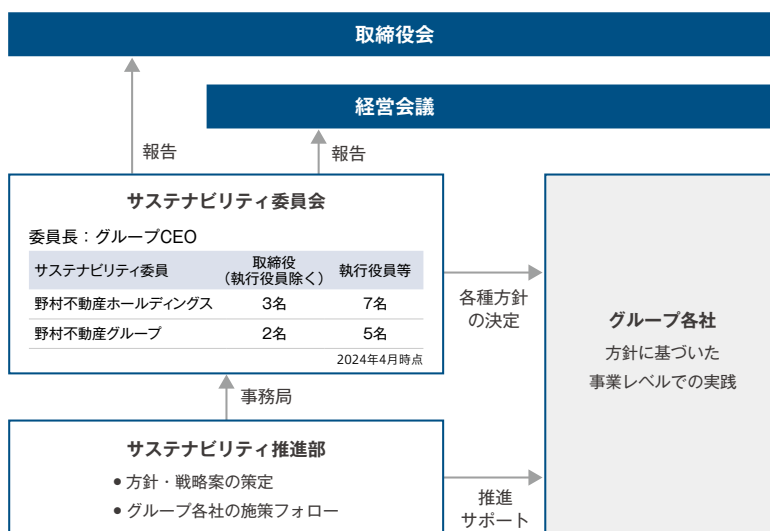 取締役会
経営会議
報告
報告
サステナビリティ委員会
委員長：グループCEO
サステナビリティ委員 取締役（執行役員除く） 執行役員等
野村不動産ホールディングス 3名 7名
野村不動産グループ 2名 5名
2024年4月時点
各種方針
の決定
グループ各社
方針に基づいた
事業レベルでの実践
事務局
サステナビリティ推進部
● 方針・戦略案の策定
● グループ各社の施策フォロー
推進
サポート